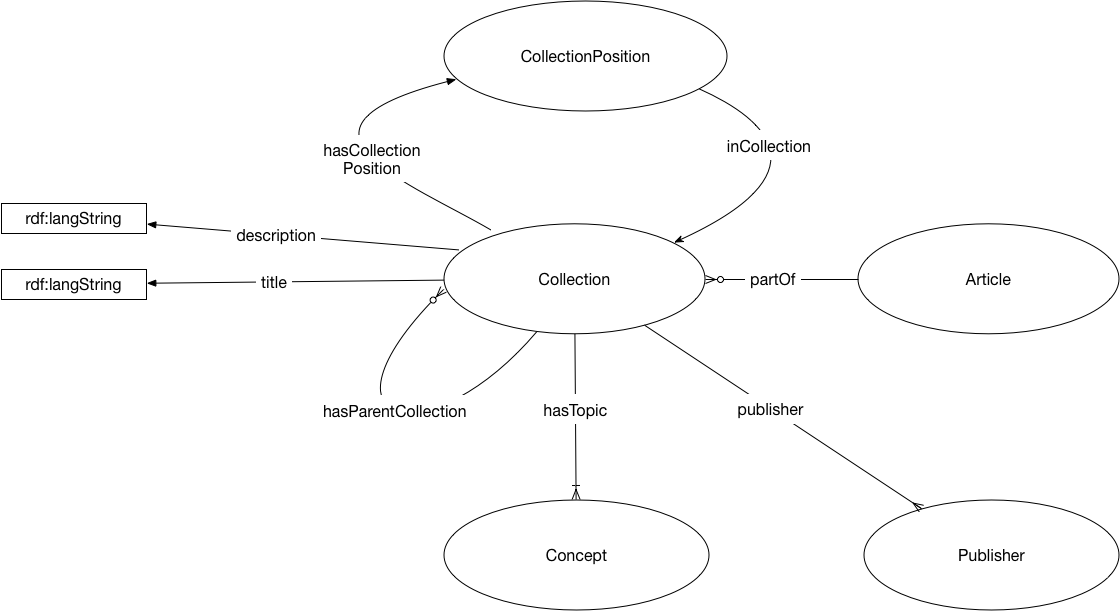 CollectionPosition
hasCollection
Position
inCollection
rdf:langString
description
rdf:langString
title
Collection
partOf
Article
hasParentCollection
hasTopic
publisher
Concept
Publisher